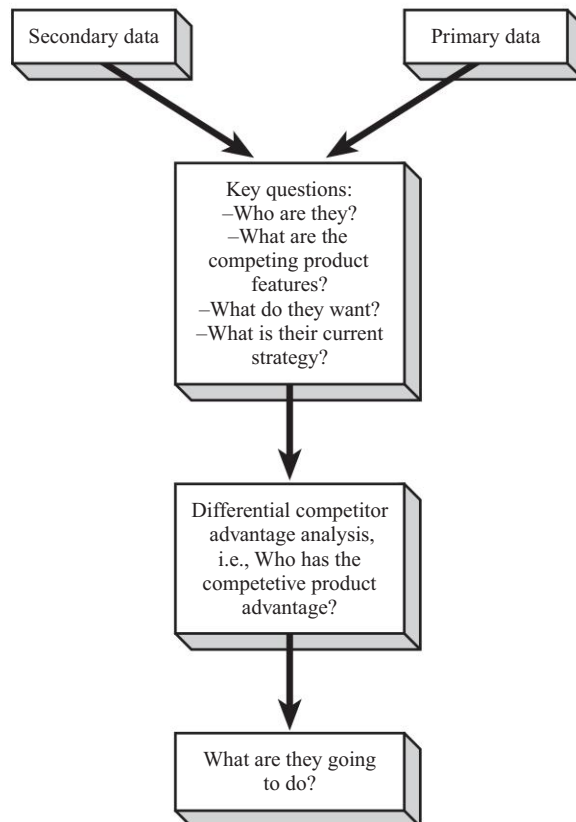 Secondary data
Primary data
Key questions:
–Who are they?
–What are the
competing product
features?
–What do they want?
–What is their current
strategy?
Differential competitor
advantage analysis,
i.e., Who has the
competetive product
advantage?
What are they going
to do?